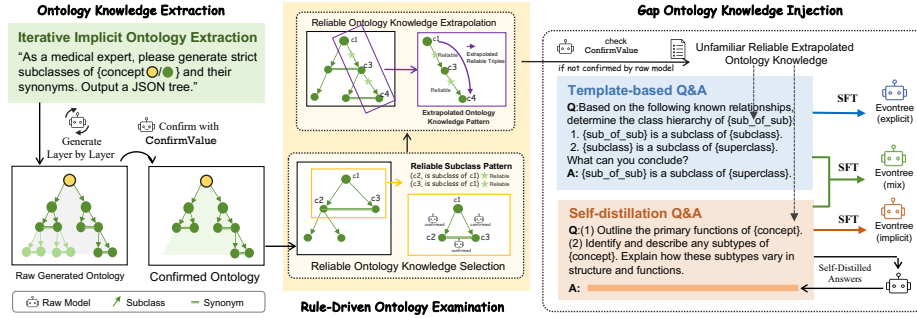 Ontology Knowledge Extraction
Iterative Implicit Ontology Extraction
“As a medical expert, please generate strict
subclasses of {concept / } and their
synonyms. Output a JSON tree.”
Generate
Layer by Layer
Confirm with
ConfirmValue
Raw Generated Ontology
Confirmed Ontology
Raw Model
Subclass
Synonym
Reliable Ontology Knowledge Extrapolation
c1
c3
c4
Reliable
Reliable
c1
c3
c4
Extrapolated
Reliable Triples
Extrapolated Ontology
Knowledge Pattern
c1
c2
c3
Reliable Subclass Pattern
(c2, is subclass of c1) Reliable
(c3, is subclass of c1) Reliable
c1
confirmed
confirmed
c2
c3
confirmed
Reliable Ontology Knowledge Selection
Rule-Driven Ontology Examination
Gap Ontology Knowledge Injection
check
ConfirmValue
if not confirmed by raw model
Unfamiliar Reliable Extrapolated
Ontology Knowledge
Template-based Q&A
Q:Based on the following known relationships,
determine the class hierarchy of {sub_of_sub}:
1. {sub_of_sub} is a subclass of {subclass}.
2. {subclass} is a subclass of {superclass}.
What can you conclude?
A: {sub_of_sub} is a subclass of {superclass}.
Self-distillation Q&A
Q:(1) Outline the primary functions of {concept}.
(2) Identify and describe any subtypes of
{concept}. Explain how these subtypes vary in
structure and functions.
A:
SFT
Evontree
(explicit)
SFT
Evontree
(mix)
SFT
Evontree
(implicit)
Self-Distilled
Answers